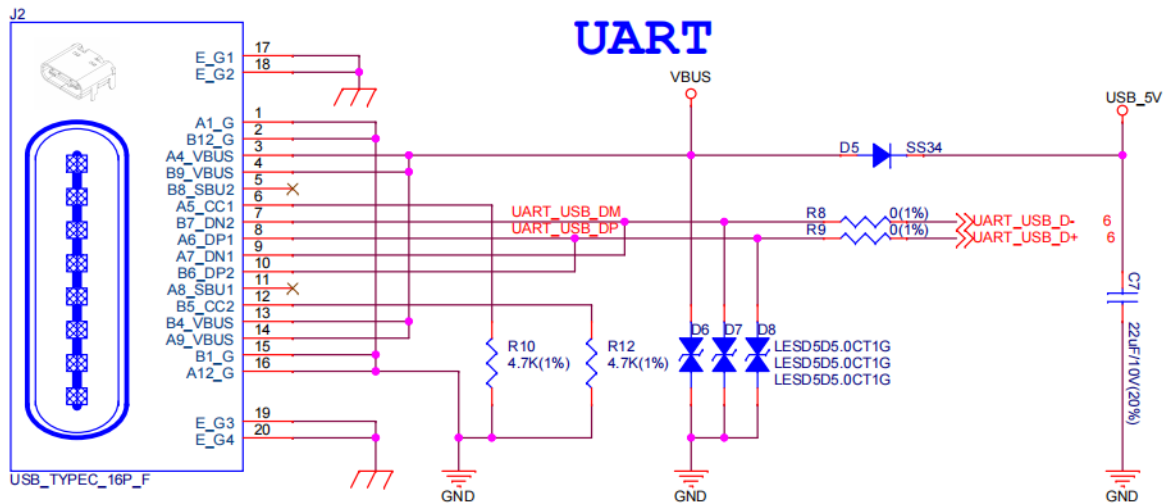 J2
UART
E_G1 17
E_G2 18
VBUS
USB_5V
A1_G 1
B12_G 2
A4_VBUS 3
D5 SS34
B9_VBUS 4
B8_SBU2 5
A5_CC1 6
B7_DN2 7
UART_USB_DM
R8 0(1%)
UART_USB_D- 6
A6_DP1 8
UART_USB_DP
R9 0(1%)
UART_USB_D+ 6
A7_DN1 9
B6_DP2 10
A8_SBU1 11
C7
B5_CC2 12
B4_VBUS 13
A9_VBUS 14
B1_G 15
A12_G 16
R10
4.7K(1%)
R12
4.7K(1%)
D6 D7 D8
LESD5D5.0CT1G
LESD5D5.0CT1G
LESD5D5.0CT1G
22uF/10V(20%)
E_G3 19
E_G4 20
USB_TYPEC_16P_F
GND
GND
GND